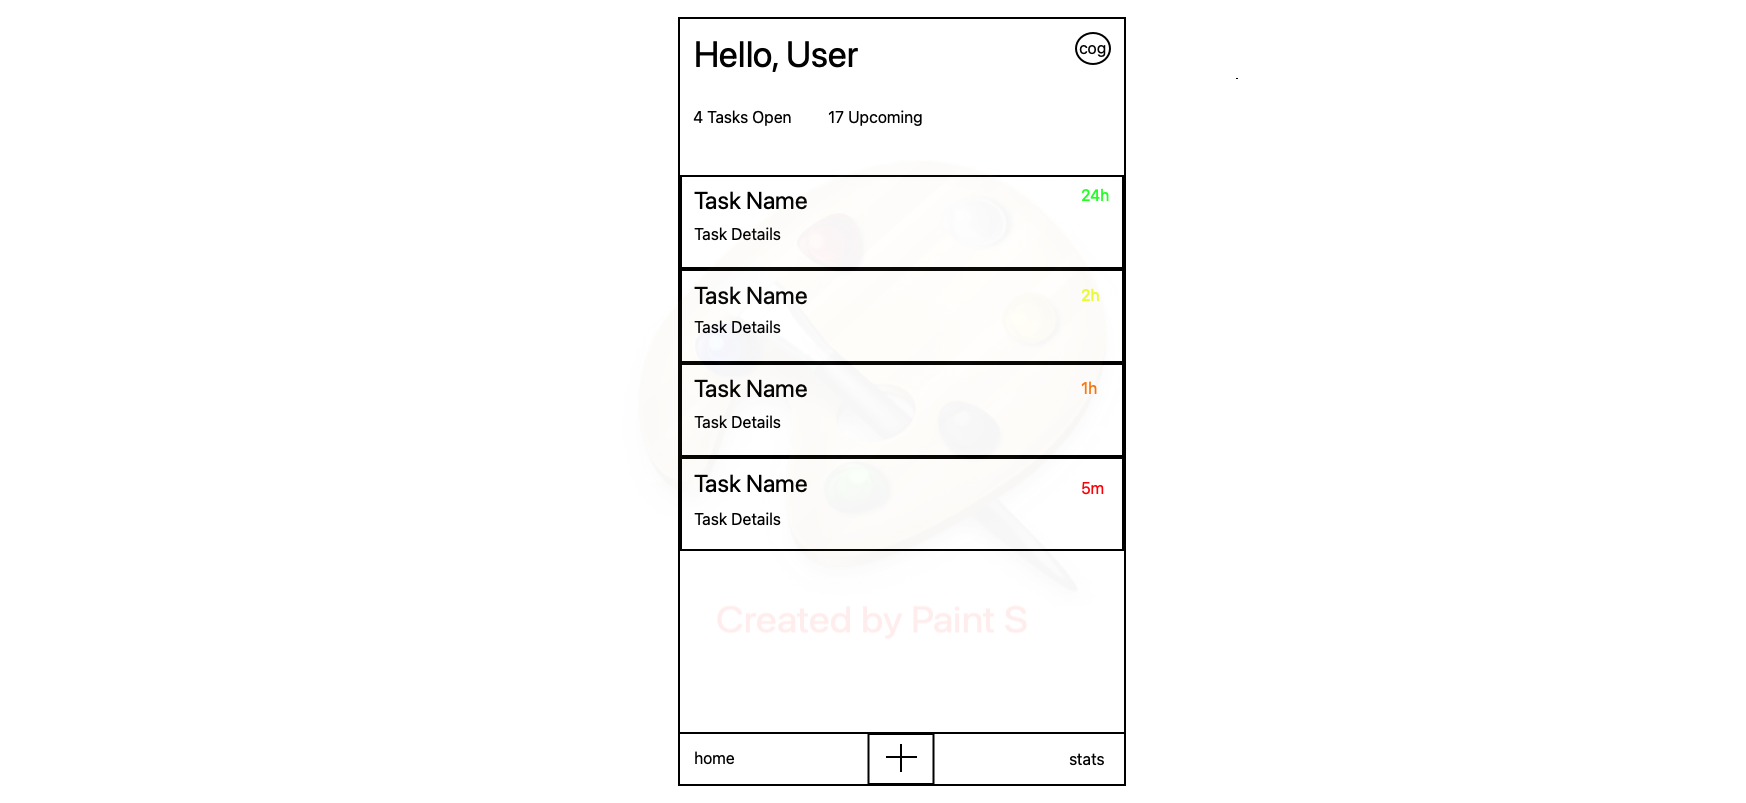 Hello, User
cog
4 Tasks Open 17 Upcoming
Task Name
24h
Task Details
Task Name
2h
Task Details
Task Name
1h
Task Details
Task Name
5m
Task Details
Created by Paint S
home
stats